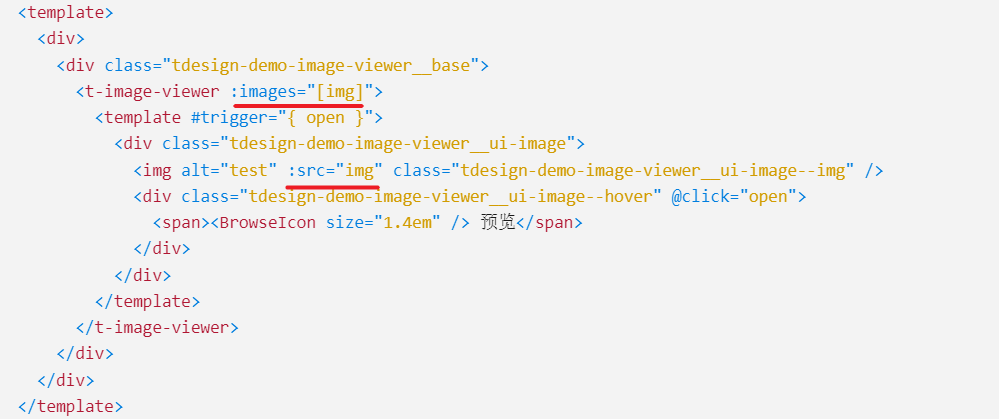 <template>
  <div>
    <div class="tdesign-demo-image-viewer__base">
      <t-image-viewer :images="[img]">
        <template #trigger="{ open }">
          <div class="tdesign-demo-image-viewer__ui-image">
            <img alt="test" :src="img" class="tdesign-demo-image-viewer__ui-image--img" />
            <div class="tdesign-demo-image-viewer__ui-image--hover" @click="open">
              <span><BrowseIcon size="1.4em" /> 预览</span>
            </div>
          </div>
        </template>
      </t-image-viewer>
    </div>
  </div>
</template>